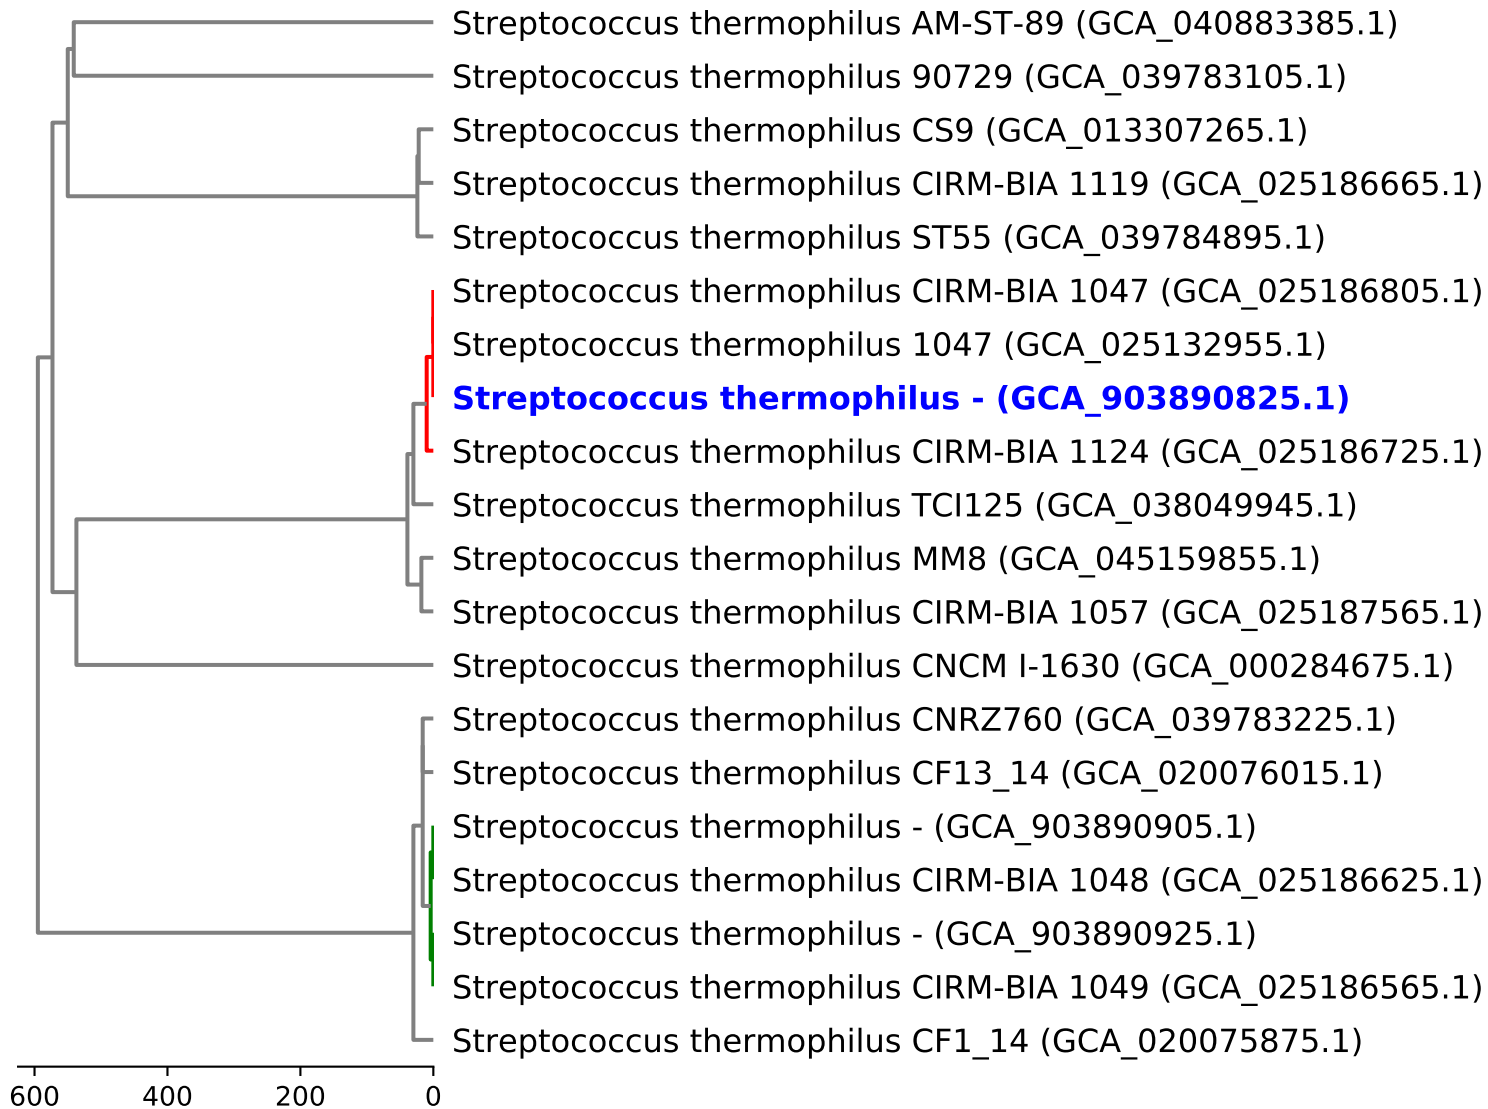 Streptococcus thermophilus AM-ST-89 (GCA_040883385.1)
Streptococcus thermophilus 90729 (GCA_039783105.1)
Streptococcus thermophilus CS9 (GCA_013307265.1)
Streptococcus thermophilus CIRM-BIA 1119 (GCA_025186665.1)
Streptococcus thermophilus ST55 (GCA_039784895.1)
Streptococcus thermophilus CIRM-BIA 1047 (GCA_025186805.1)
Streptococcus thermophilus 1047 (GCA_025132955.1)
Streptococcus thermophilus - (GCA_903890825.1)
Streptococcus thermophilus CIRM-BIA 1124 (GCA_025186725.1)
Streptococcus thermophilus TCI125 (GCA_038049945.1)
Streptococcus thermophilus MM8 (GCA_045159855.1)
Streptococcus thermophilus CIRM-BIA 1057 (GCA_025187565.1)
Streptococcus thermophilus CNCM I-1630 (GCA_000284675.1)
Streptococcus thermophilus CNRZ760 (GCA_039783225.1)
Streptococcus thermophilus CF13_14 (GCA_020076015.1)
Streptococcus thermophilus - (GCA_903890905.1)
Streptococcus thermophilus CIRM-BIA 1048 (GCA_025186625.1)
Streptococcus thermophilus - (GCA_903890925.1)
Streptococcus thermophilus CIRM-BIA 1049 (GCA_025186565.1)
Streptococcus thermophilus CF1_14 (GCA_020075875.1)
600 400 200 0